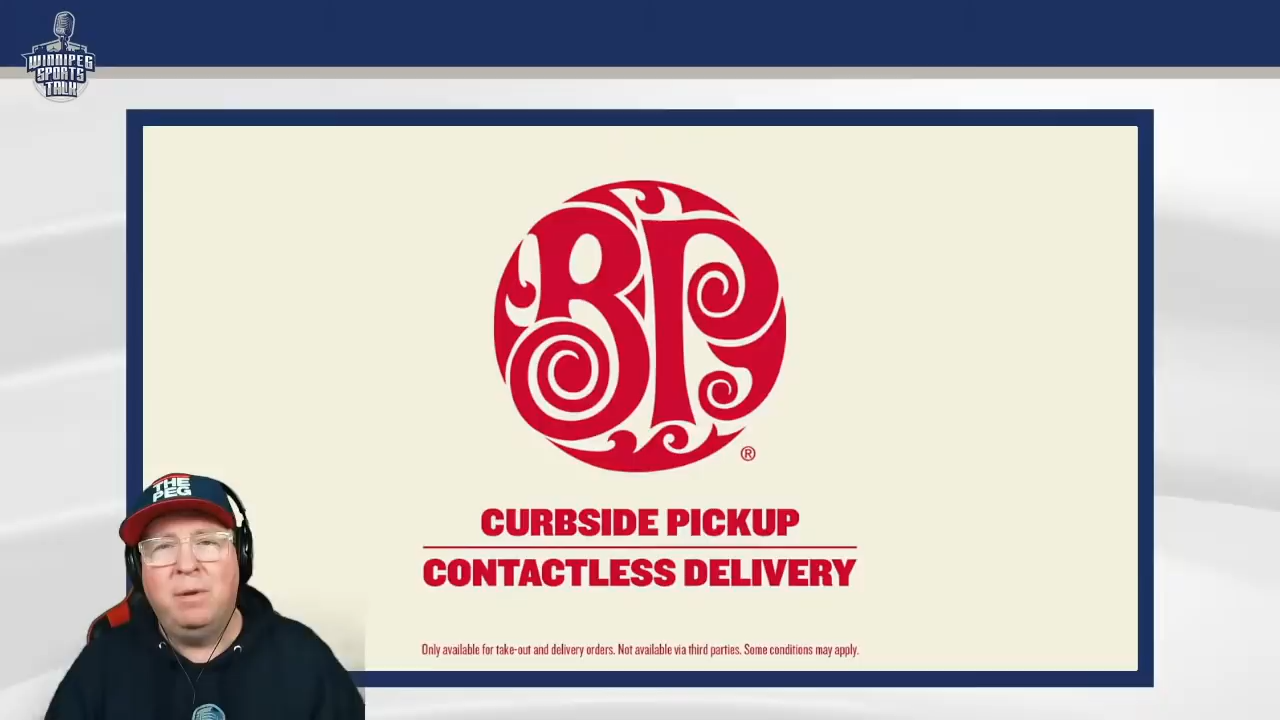 WINNIPEG
SPORTS
TALK
BP
®
CURBSIDE PICKUP
CONTACTLESS DELIVERY
Only available for take-out and delivery orders. Not available via third parties. Some conditions may apply.
THE
PEG